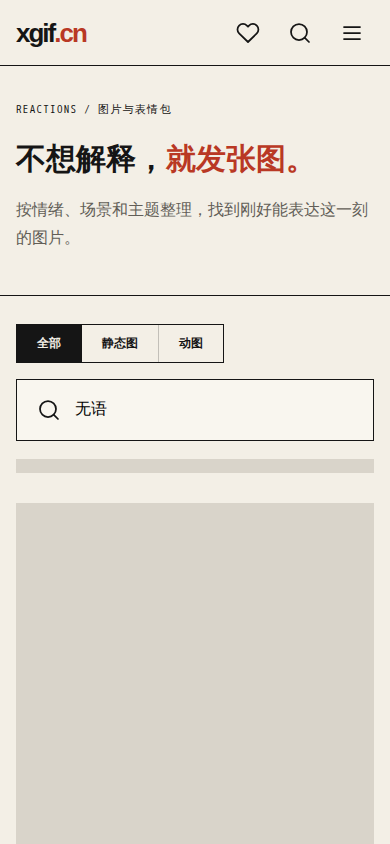 xgif.cn
REACTIONS / 图片与表情包
不想解释，就发张图。
按情绪、场景和主题整理，找到刚好能表达这一刻
的图片。
全部 静态图 动图
无语